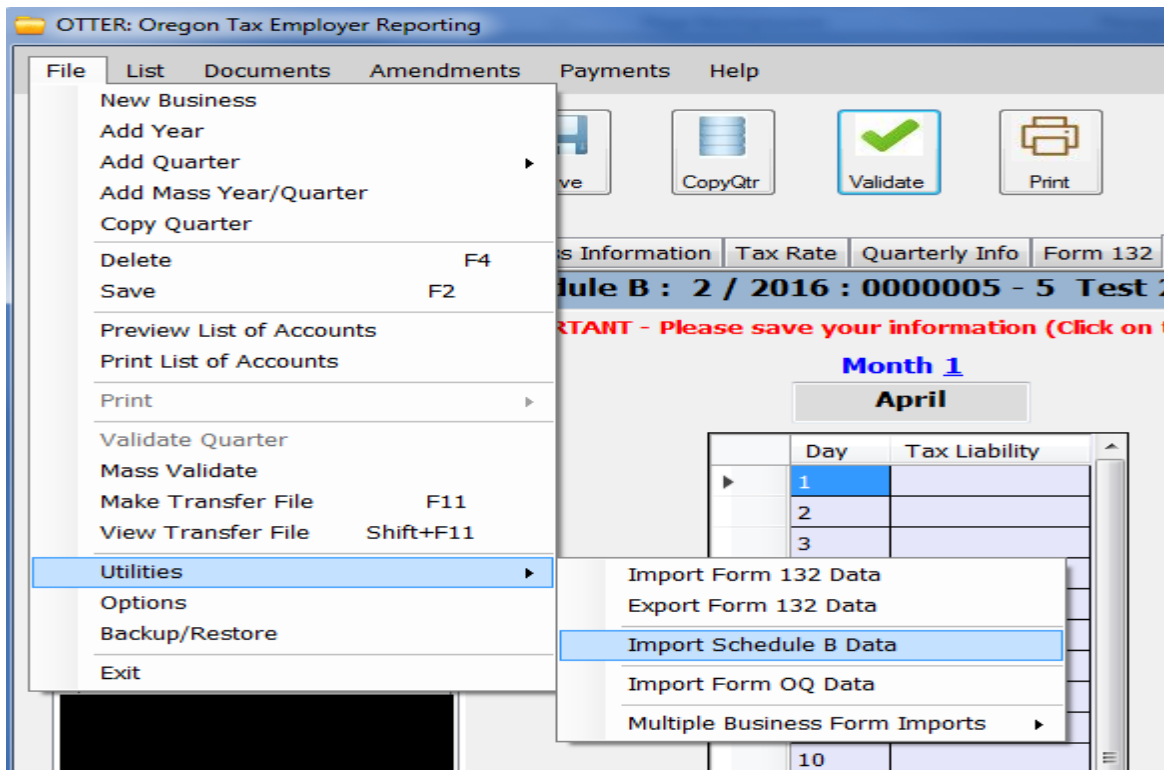 OTTER: Oregon Tax Employer Reporting
File List Documents Amendments Payments Help
New Business
Add Year
Add Quarter
Add Mass Year/Quarter
Copy Quarter
Delete F4
Save F2
Preview List of Accounts
Print List of Accounts
Print
Validate Quarter
Mass Validate
Make Transfer File F11
View Transfer File Shift+F11
Utilities
Options
Backup/Restore
Exit
Import Form 132 Data
Export Form 132 Data
Import Schedule B Data
Import Form OQ Data
Multiple Business Form Imports
ve CopyQtr Validate Print
s Information Tax Rate Quarterly Info Form 132
dule B : 2 / 2016 : 0000005 - 5 Test 2
RTANT - Please save your information (Click on t
Month 1
April
Day Tax Liability
1
2
3
10